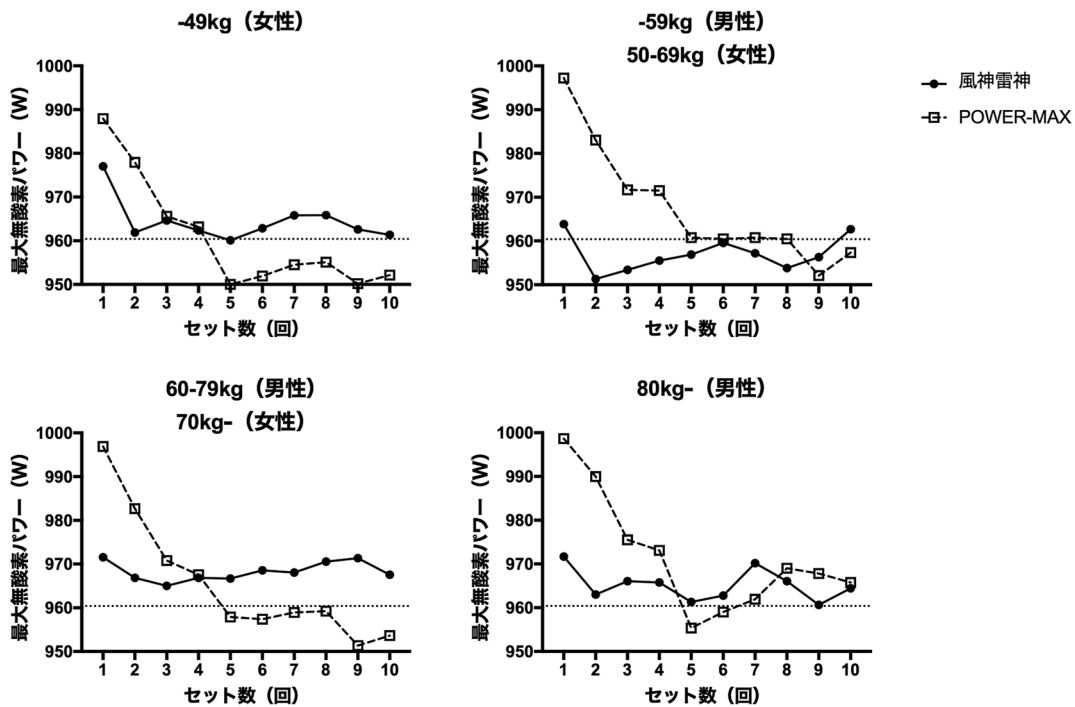 -49kg（女性）
1000
990
980
970
960
950
最大無酸素パワー（W）
1 2 3 4 5 6 7 8 9 10
セット数（回）
-59kg（男性）
50-69kg（女性）
1000
990
980
970
960
950
最大無酸素パワー（W）
1 2 3 4 5 6 7 8 9 10
セット数（回）
風神雷神
POWER-MAX
60-79kg（男性）
70kg-（女性）
1000
990
980
970
960
950
最大無酸素パワー（W）
1 2 3 4 5 6 7 8 9 10
セット数（回）
80kg-（男性）
1000
990
980
970
960
950
最大無酸素パワー（W）
1 2 3 4 5 6 7 8 9 10
セット数（回）